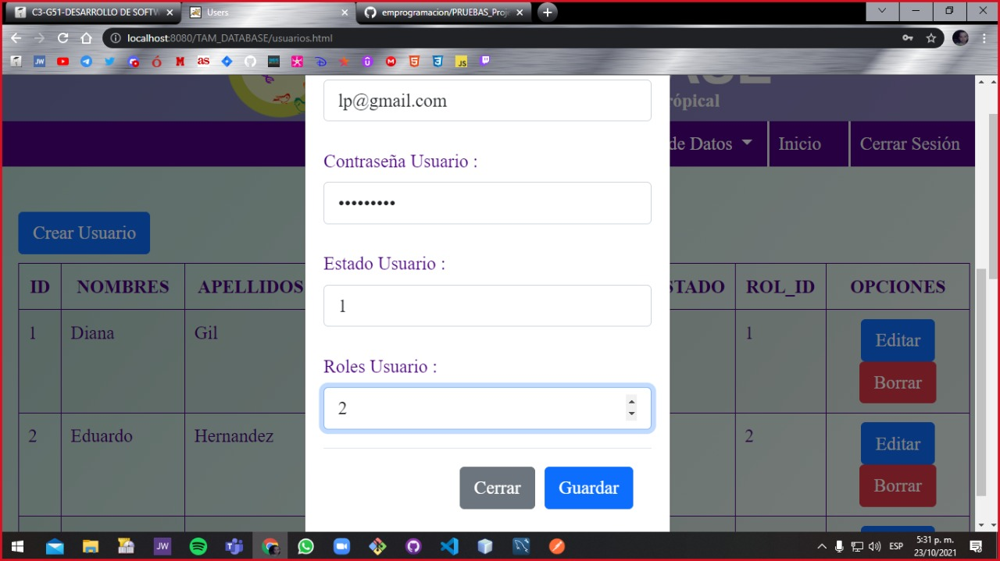 C3-G51-DESARROLLO DE SOFTW
Users
emprogramacion/PRUEBAS_Proj
localhost:8080/TAM_DATABASE/usuarios.html
JW
as
JS
rópical
de Datos
Inicio
Cerrar Sesión
lp@gmail.com
Contraseña Usuario :
•••••••••
Estado Usuario :
1
Roles Usuario :
2
Cerrar
Guardar
Crear Usuario
ID NOMBRES APELLIDOS STADO ROL_ID OPCIONES
1 Diana Gil 1 Editar
Borrar
2 Eduardo Hernandez 2 Editar
Borrar
JW
ESP
5:31 p. m.
23/10/2021